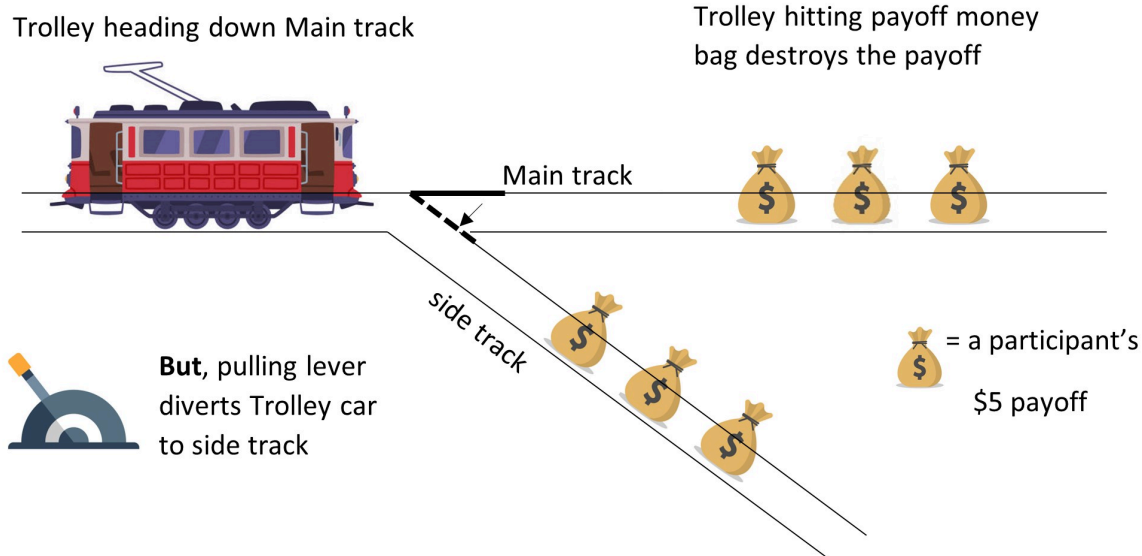 Trolley heading down Main track
Trolley hitting payoff money
bag destroys the payoff
Main track
$ $ $
side track
$
$
$
But, pulling lever
diverts Trolley car
to side track
$ = a participant's
$5 payoff